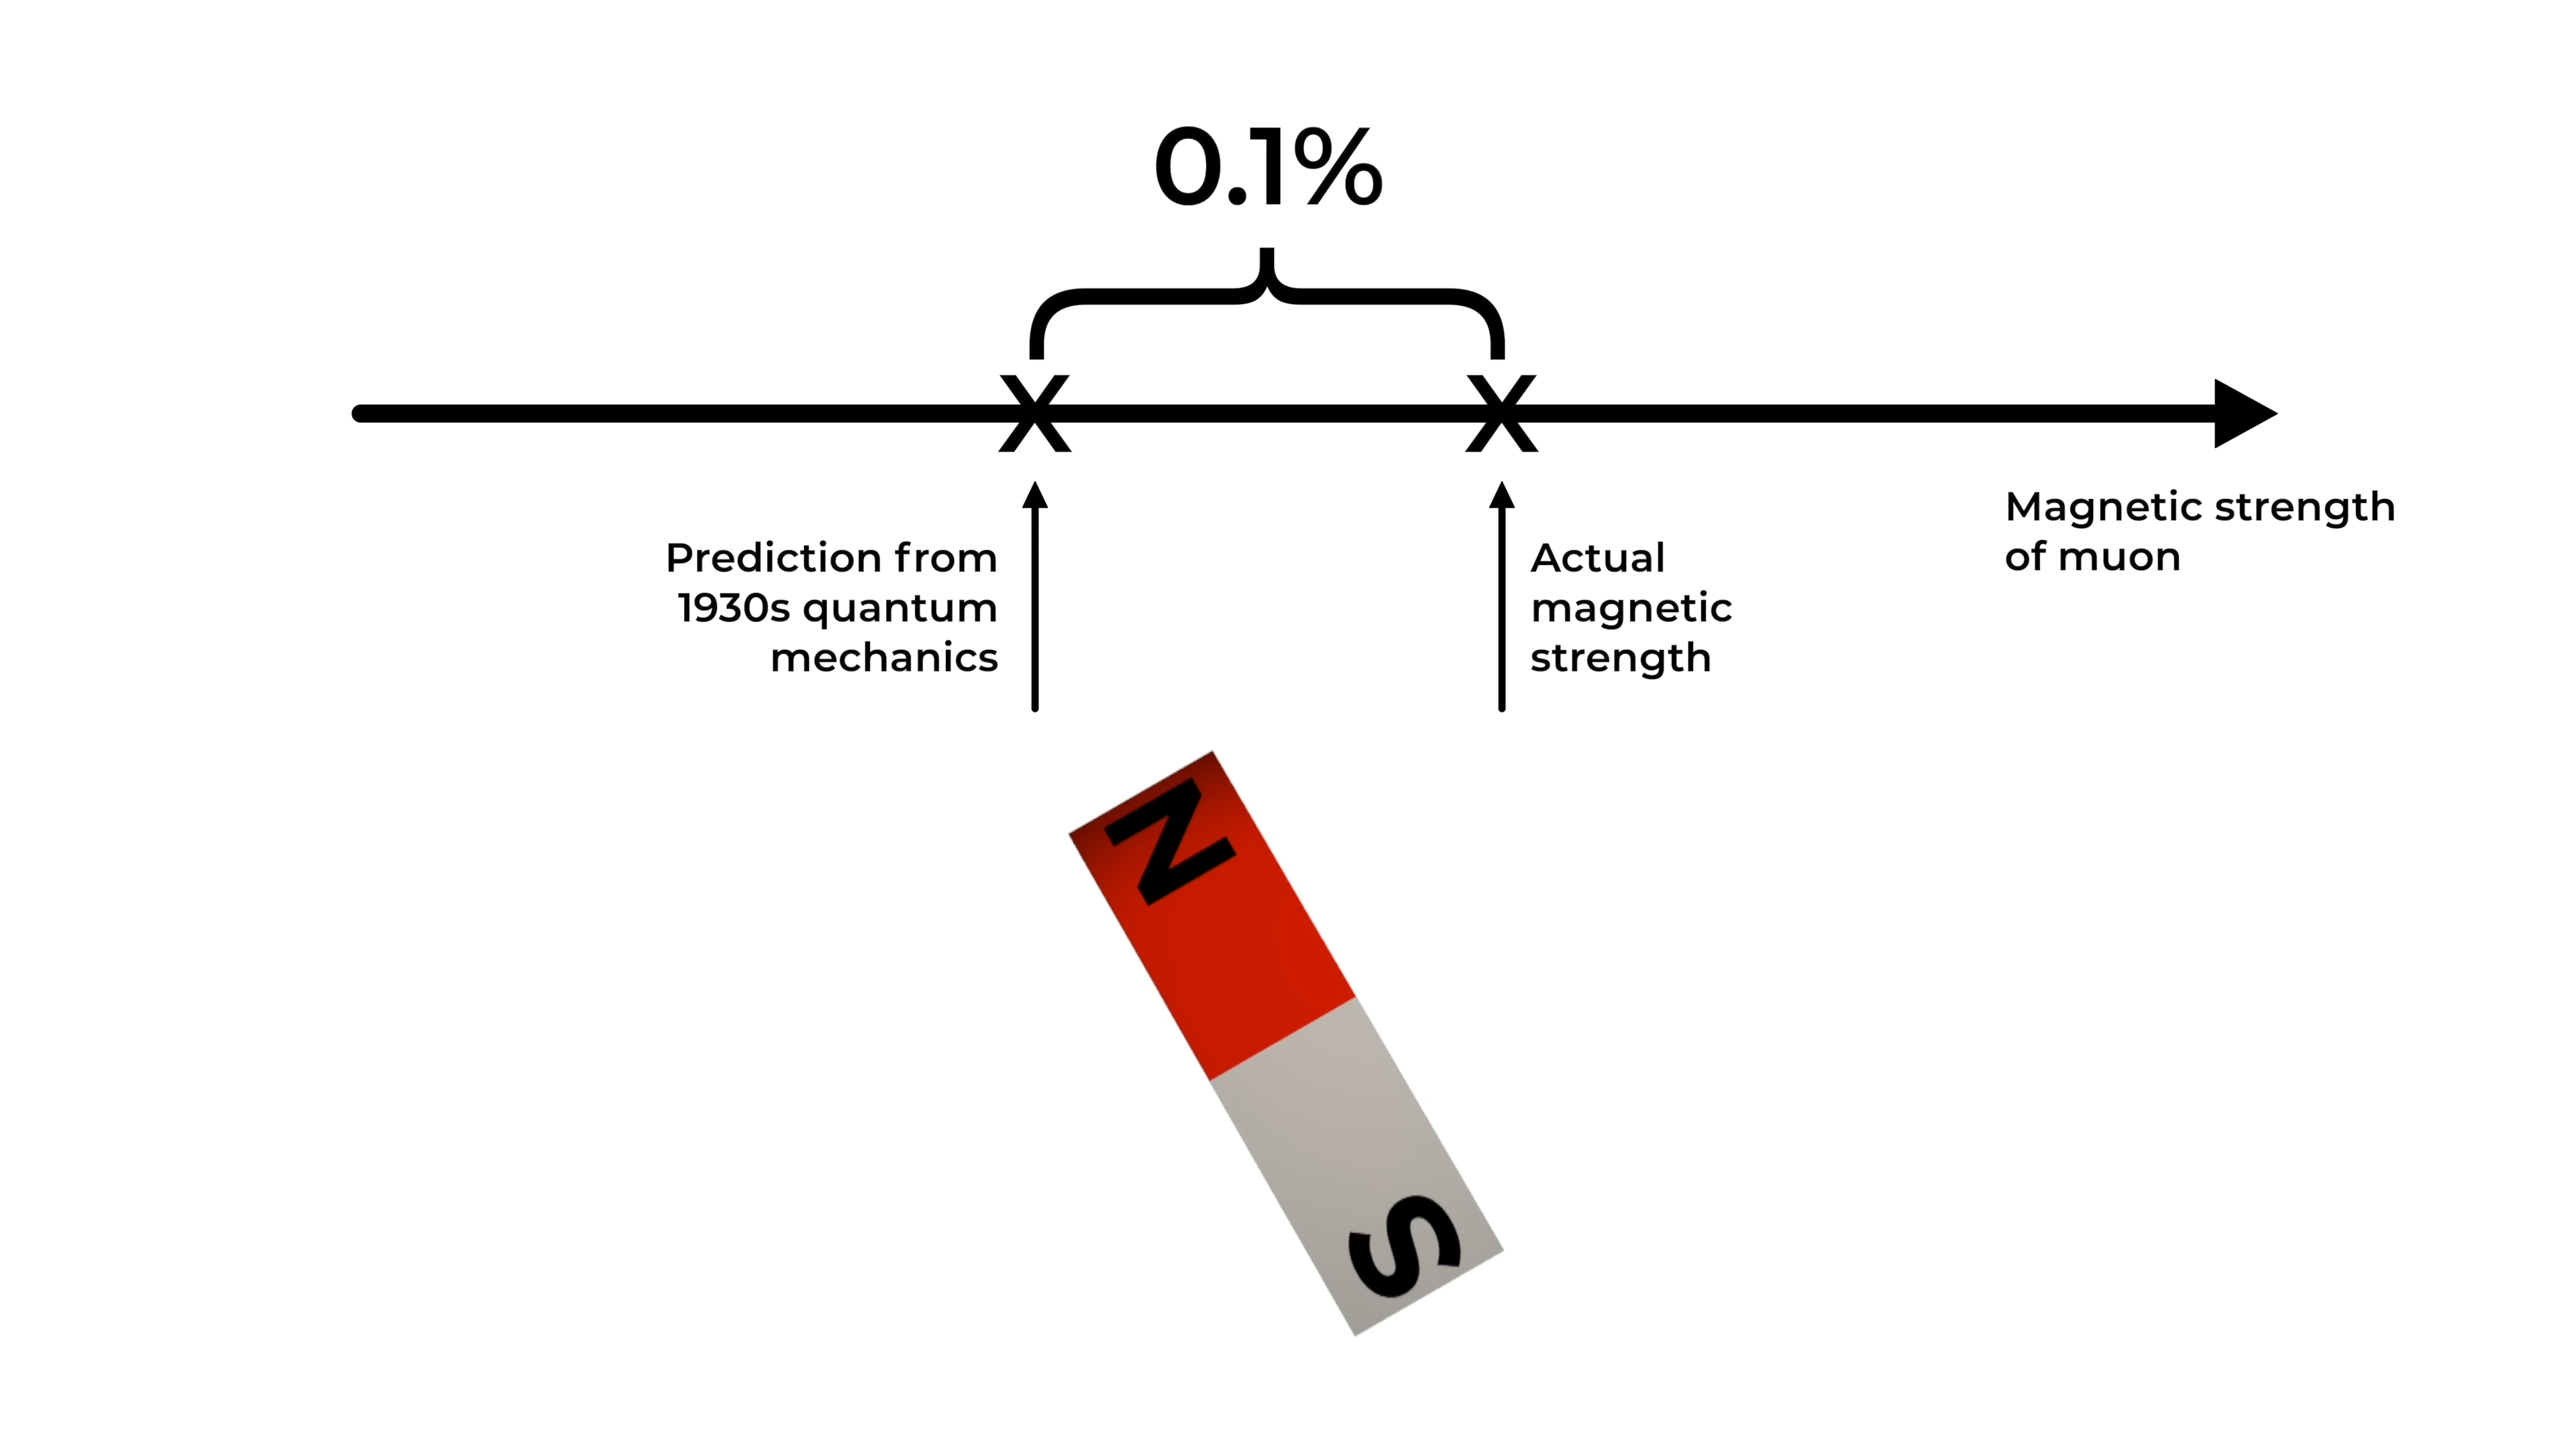 0.1%
X X
Prediction from
1930s quantum
mechanics
Actual
magnetic
strength
Magnetic strength
of muon
N
S